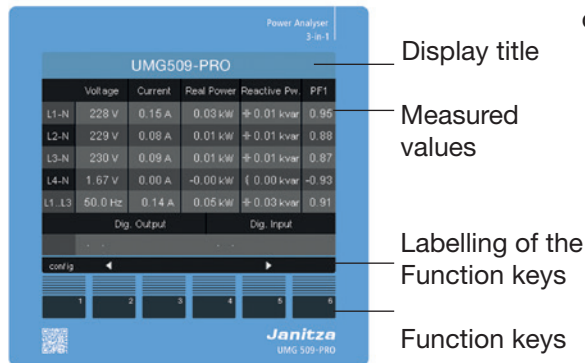 Power Analyser
3-in-1
UMG509-PRO
Display title
Voltage Current Real Power Reactive Pw. PF1
L1-N 228 V 0.15 A 0.03 kW 0.01 kvar 0.95
Measured
values
L2-N 229 V 0.08 A 0.01 kW 0.01 kvar 0.88
L3-N 230 V 0.09 A 0.01 kW 0.01 kvar 0.87
L4-N 1.67 V 0.00 A -0.00 kW 0.00 kvar -0.93
L1..L3 50.0 Hz 0.14 A 0.05 kW 0.03 kvar 0.91
Dig. Output Dig. Input
Labelling of the
Function keys
config
1 2 3 4 5 6
Function keys
Janitza
UMG 509-PRO